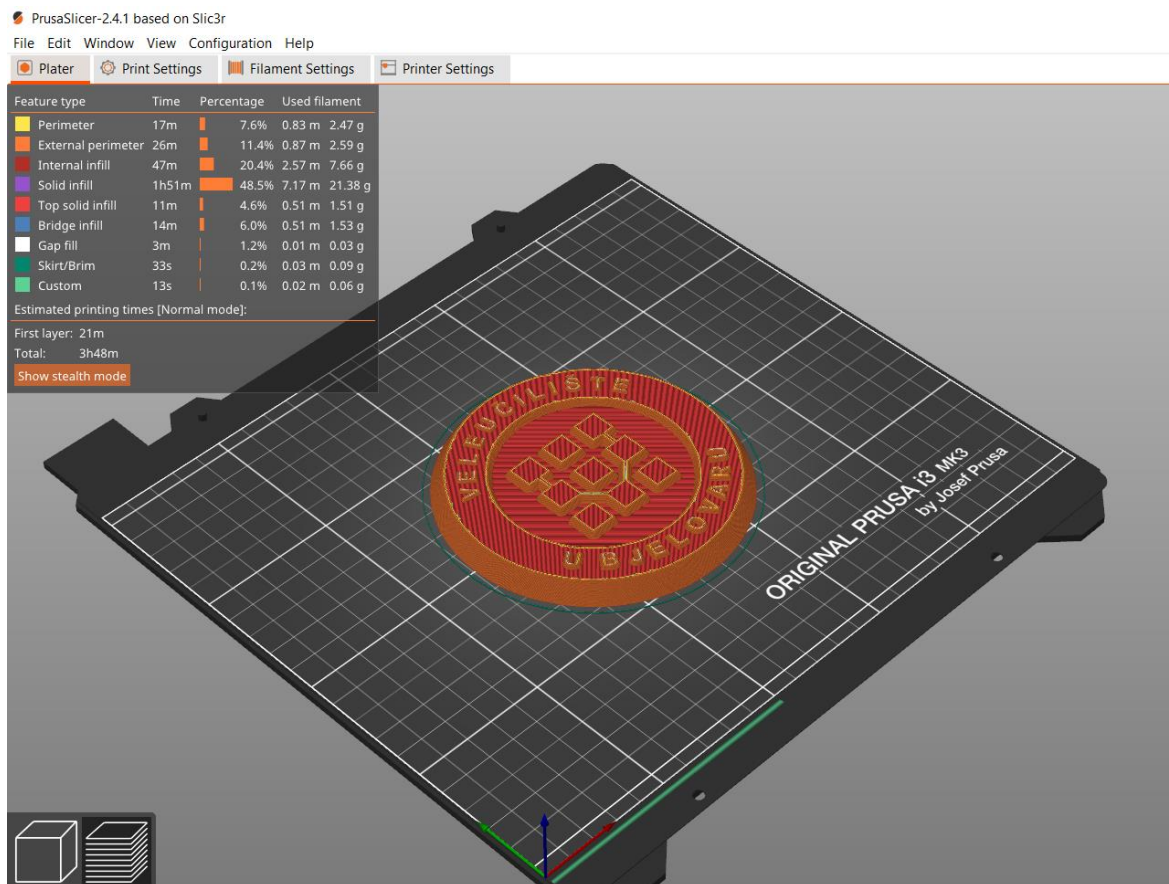 PrusaSlicer-2.4.1 based on Slic3r
File Edit Window View Configuration Help
Plater Print Settings Filament Settings Printer Settings
Feature type Time Percentage Used filament
Perimeter 17m 7.6% 0.83 m 2.47 g
External perimeter 26m 11.4% 0.87 m 2.59 g
Internal infill 47m 20.4% 2.57 m 7.66 g
Solid infill 1h51m 48.5% 7.17 m 21.38 g
Top solid infill 11m 4.6% 0.51 m 1.51 g
Bridge infill 14m 6.0% 0.51 m 1.53 g
Gap fill 3m 1.2% 0.01 m 0.03 g
Skirt/Brim 33s 0.2% 0.03 m 0.09 g
Custom 13s 0.1% 0.02 m 0.06 g
Estimated printing times [Normal mode]:
First layer: 21m
Total: 3h48m
Show stealth mode
VELEUCiLISTE
U BJELOVARU
ORIGINAL PRUSA i3 MK3
by Josef Prusa